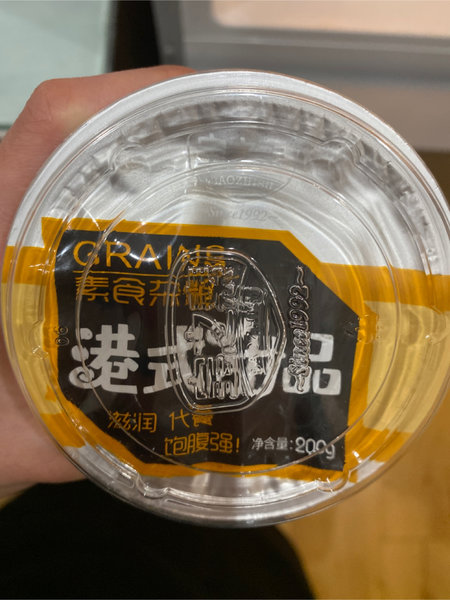 Since1992
GRAINS
素食杂粮
港式甜品
滋润 代餐
饱腹强!
净含量: 200g